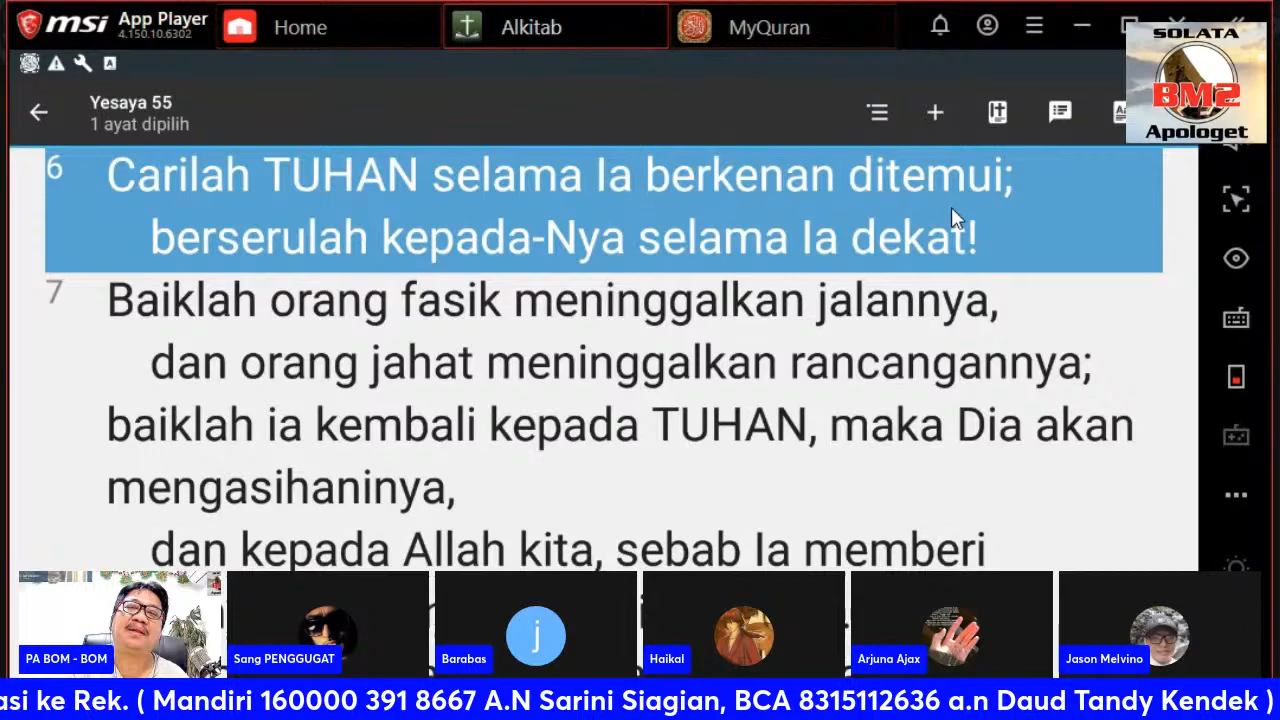 msi App Player
4.150.10.6302
Home
Alkitab
MyQuran
SOLATA
BM2
Apologet
Yesaya 55
1 ayat dipilih
6 Carilah TUHAN selama Ia berkenan ditemui;
berserulah kepada-Nya selama Ia dekat!
7 Baiklah orang fasik meninggalkan jalannya,
dan orang jahat meninggalkan rancangannya;
baiklah ia kembali kepada TUHAN, maka Dia akan
mengasihaninya,
dan kepada Allah kita, sebab Ia memberi
j
PA BOM - BOM
Sang PENGGUGAT
Barabas
Haikal
Arjuna Ajax
Jason Melvino
asi ke Rek. ( Mandiri 160000 391 8667 A.N Sarini Siagian, BCA 8315112636 a.n Daud Tandy Kendek )